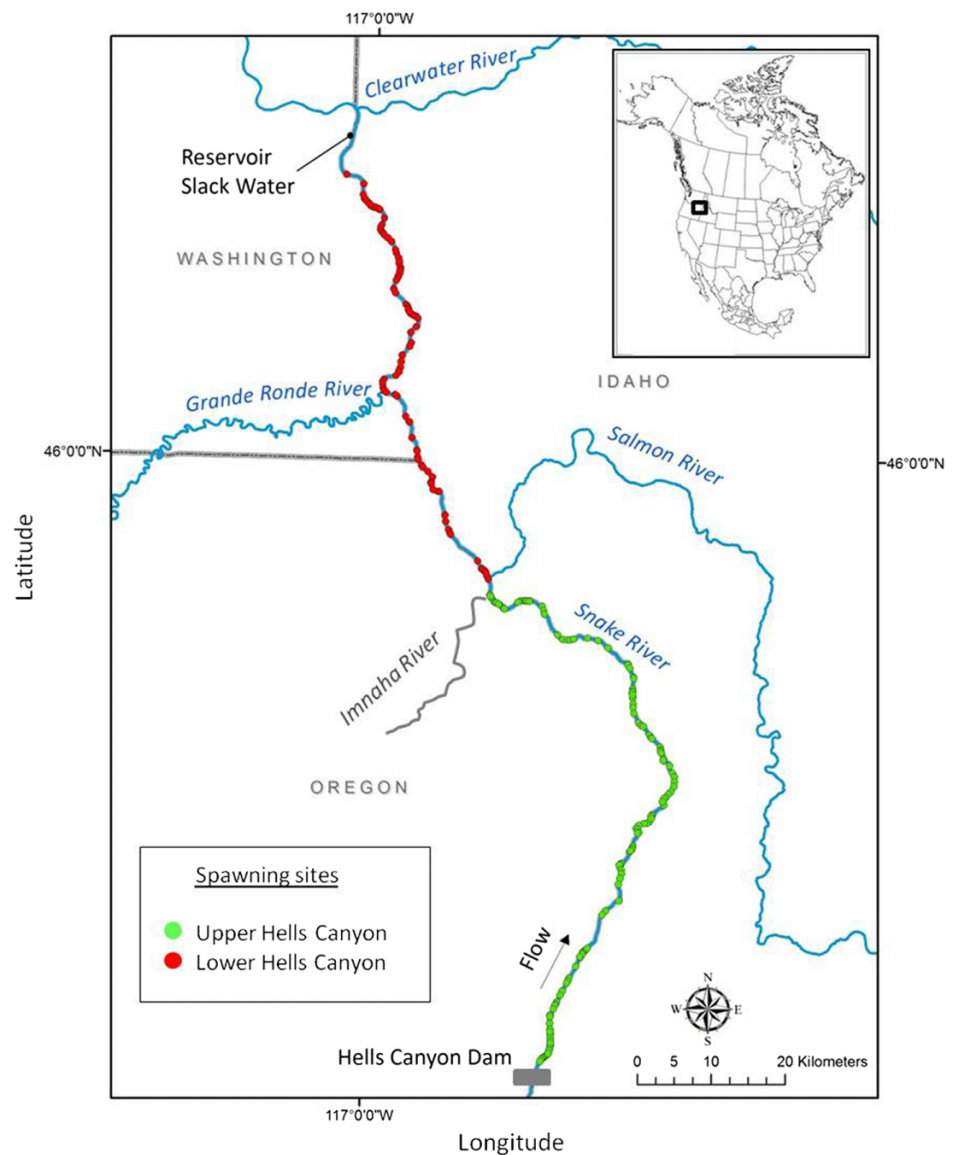 117°0'0"W
Clearwater River
Reservoir
Slack Water
WASHINGTON
IDAHO
Grande Ronde River
Salmon River
46°0'0"N
46°0'0"N
Latitude
Snake River
Imnaha River
OREGON
Spawning sites
Upper Hells Canyon
Lower Hells Canyon
Flow
N
W
E
S
Hells Canyon Dam
0 5 10 20 Kilometers
117°0'0"W
Longitude